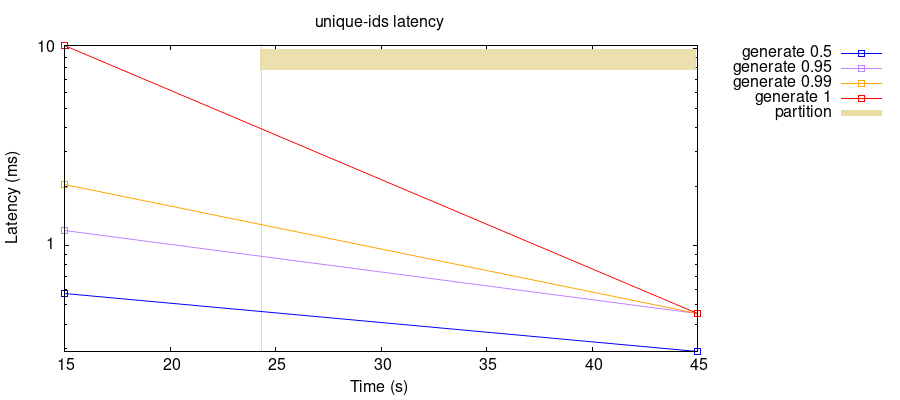 unique-ids latency
10
1
Latency (ms)
15 20 25 30 35 40 45
Time (s)
generate 0.5
generate 0.95
generate 0.99
generate 1
partition